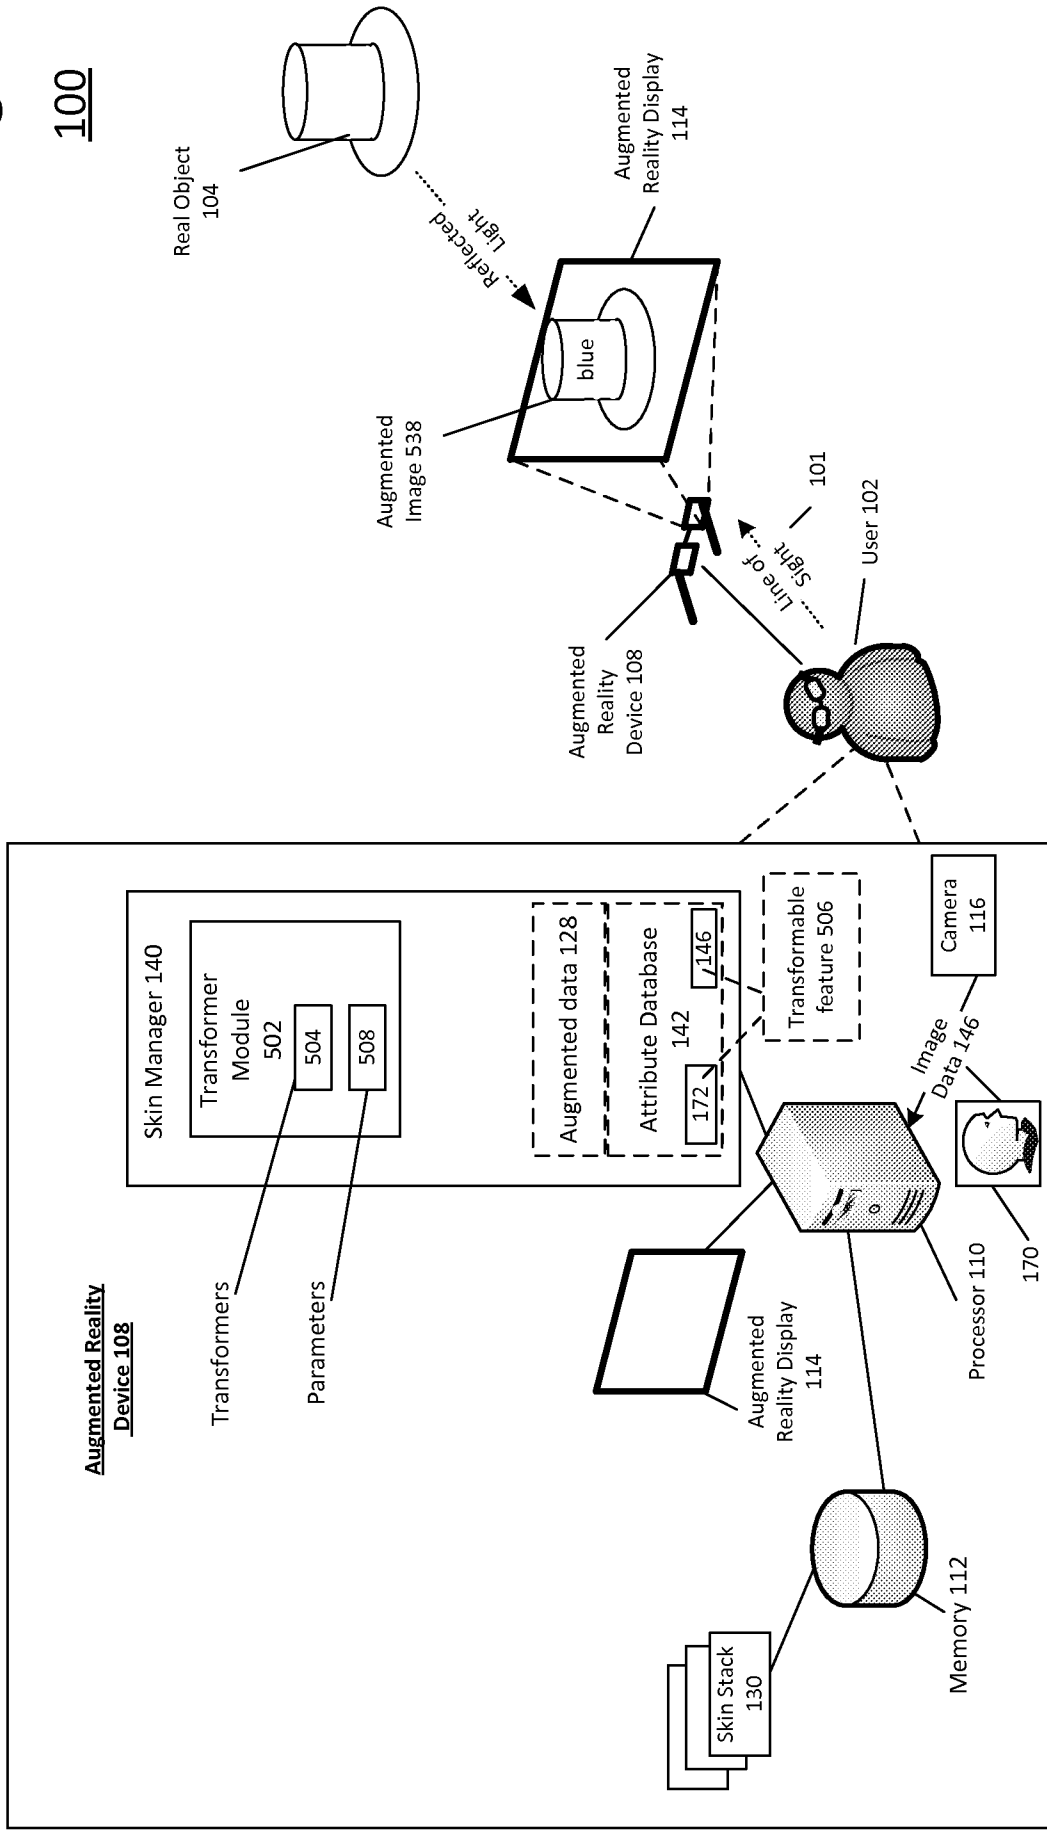 100
Augmented Reality
Device 108
Skin Manager 140
Transformer
Module
502
504
508
Transformers
Parameters
Augmented data 128
Attribute Database
142
172
146
Transformable
feature 506
Camera
116
Image
Data 146
170
Processor 110
Augmented
Reality Display
114
Memory 112
Skin Stack
130
Real Object
104
Reflected
Light
Augmented
Reality Display
114
blue
Augmented
Image 538
Augmented
Reality
Device 108
Line of
Sight
101
User 102